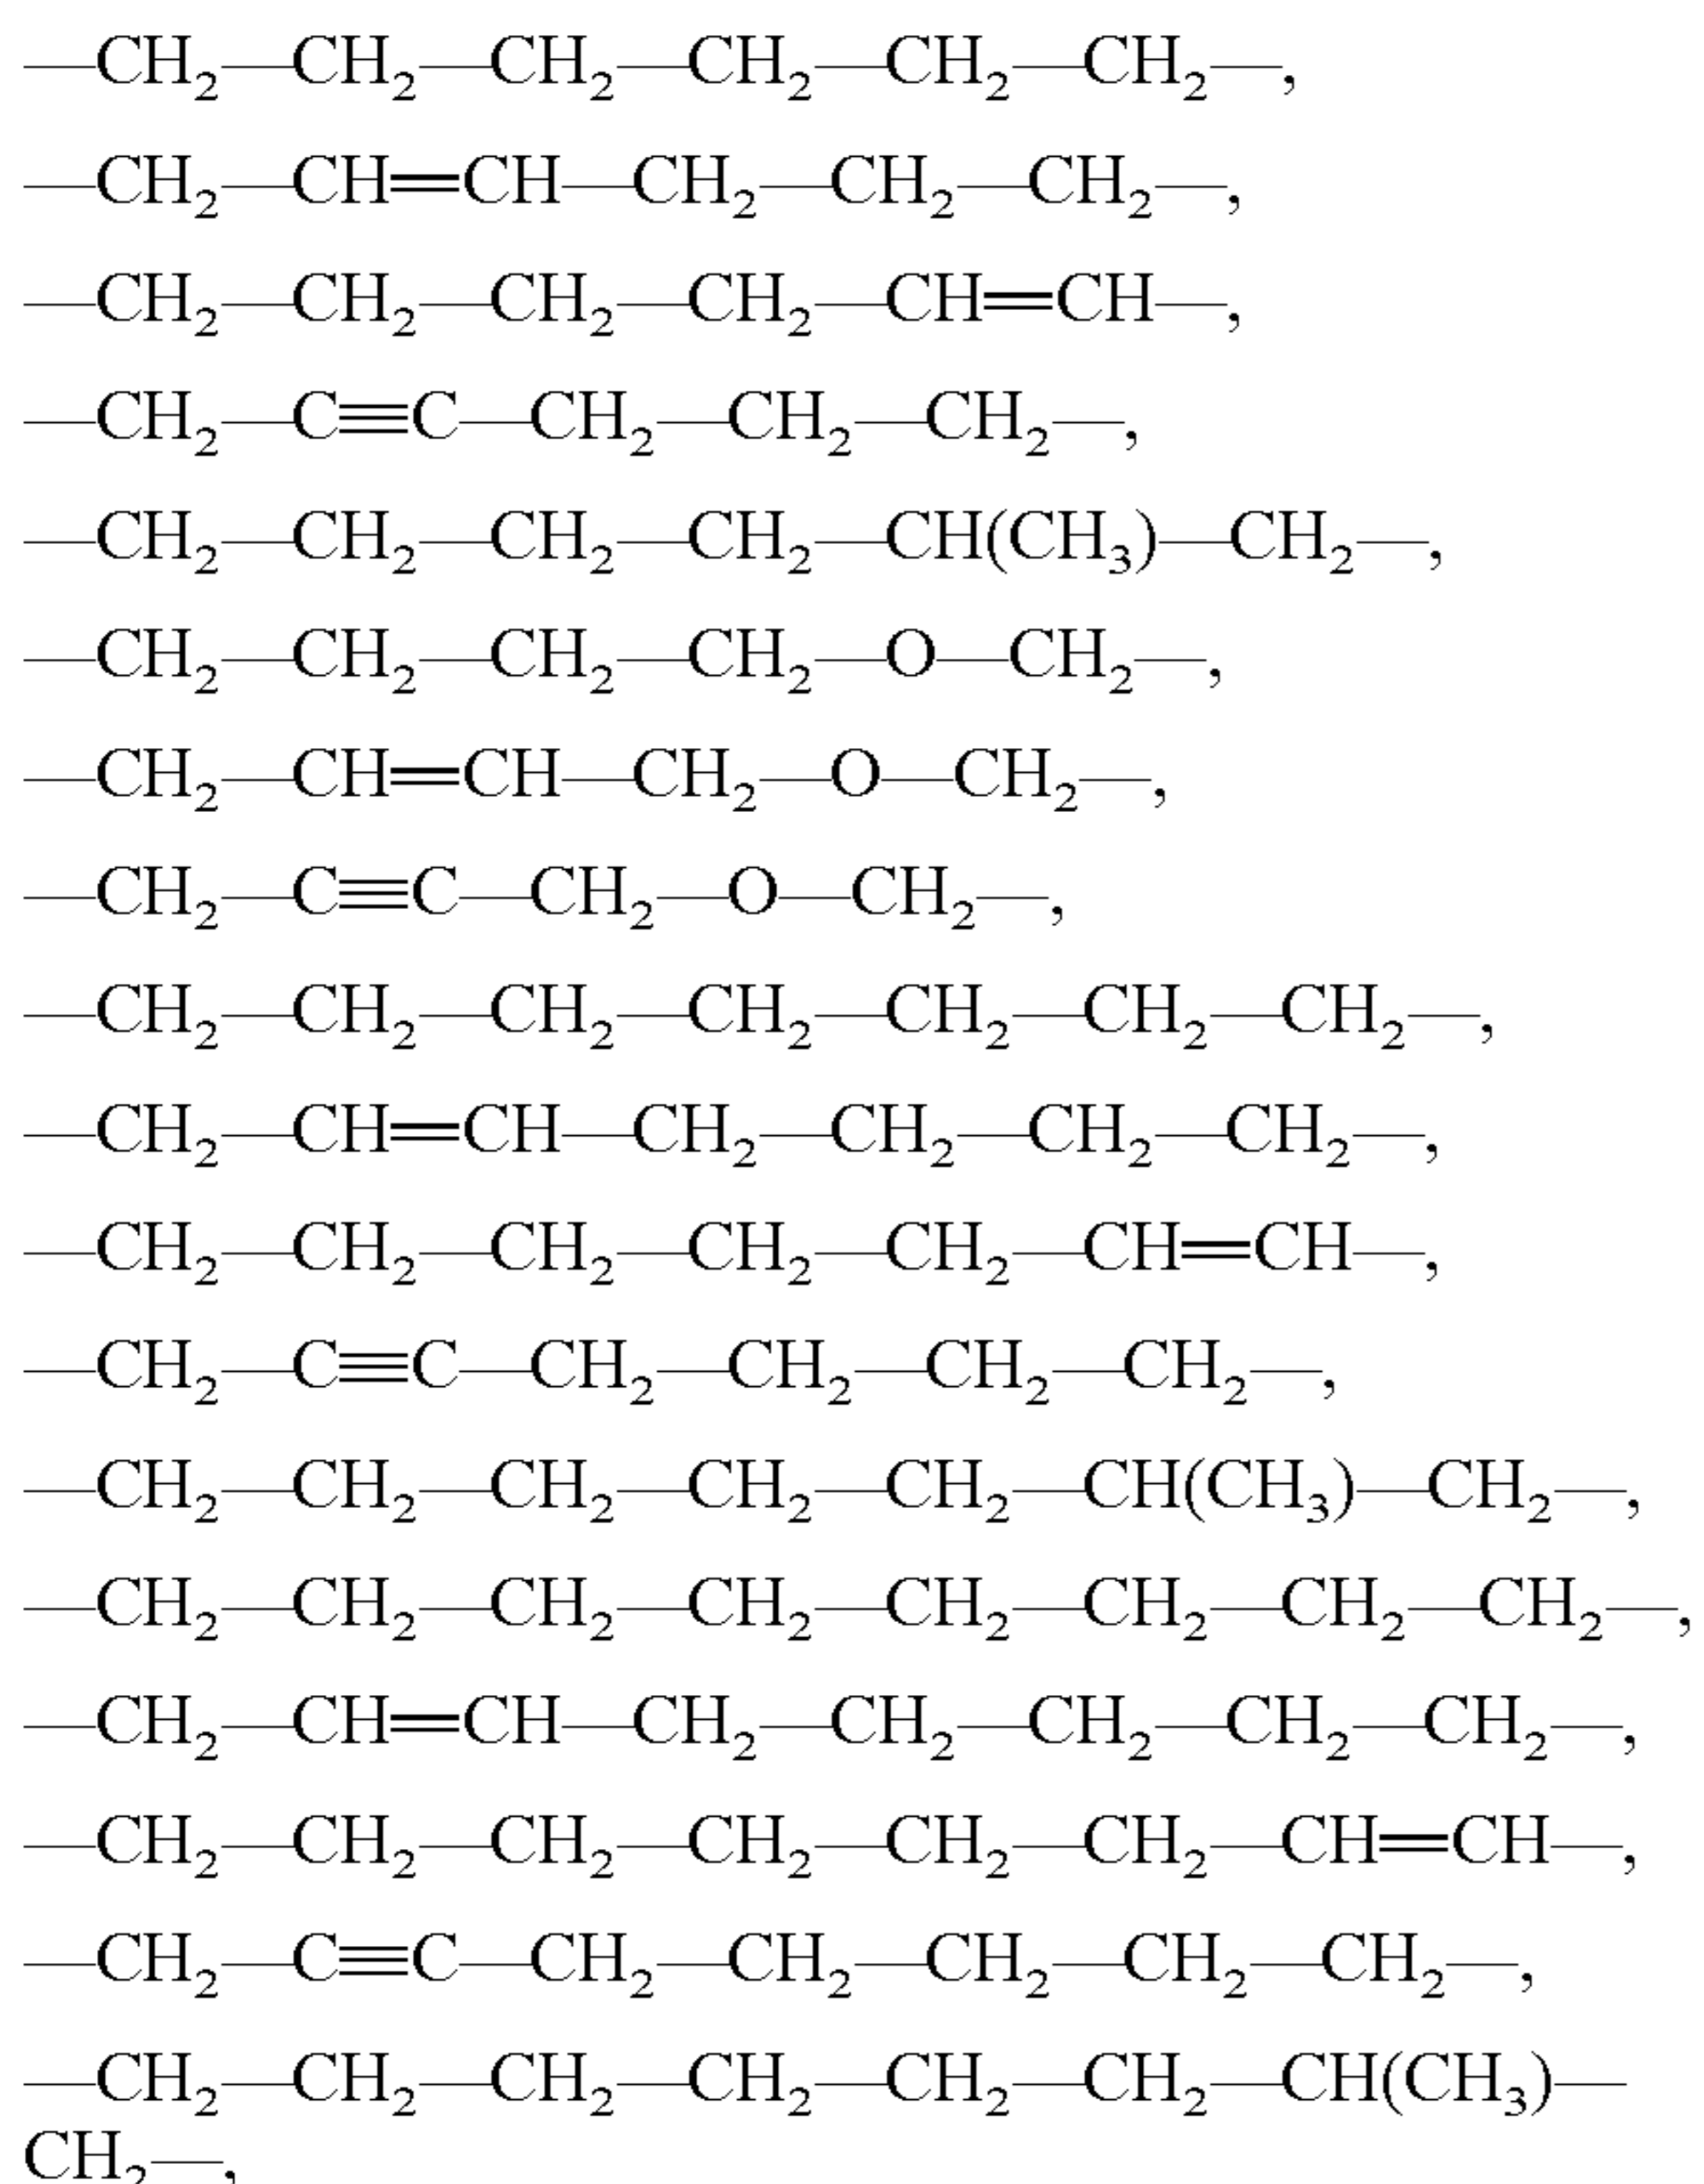 —CH₂—CH₂—CH₂—CH₂—CH₂—CH₂—,
—CH₂—CH=CH—CH₂—CH₂—CH₂—,
—CH₂—CH₂—CH₂—CH₂—CH=CH—,
—CH₂—C≡C—CH₂—CH₂—CH₂—,
—CH₂—CH₂—CH₂—CH₂—CH(CH₃)—CH₂—,
—CH₂—CH₂—CH₂—CH₂—O—CH₂—,
—CH₂—CH=CH—CH₂—O—CH₂—,
—CH₂—C≡C—CH₂—O—CH₂—,
—CH₂—CH₂—CH₂—CH₂—CH₂—CH₂—CH₂—,
—CH₂—CH=CH—CH₂—CH₂—CH₂—CH₂—,
—CH₂—CH₂—CH₂—CH₂—CH₂—CH=CH—,
—CH₂—C≡C—CH₂—CH₂—CH₂—CH₂—,
—CH₂—CH₂—CH₂—CH₂—CH₂—CH(CH₃)—CH₂—,
—CH₂—CH₂—CH₂—CH₂—CH₂—CH₂—CH₂—CH₂—,
—CH₂—CH=CH—CH₂—CH₂—CH₂—CH₂—CH₂—,
—CH₂—CH₂—CH₂—CH₂—CH₂—CH₂—CH=CH—,
—CH₂—C≡C—CH₂—CH₂—CH₂—CH₂—CH₂—,
—CH₂—CH₂—CH₂—CH₂—CH₂—CH₂—CH(CH₃)—
CH₂—,